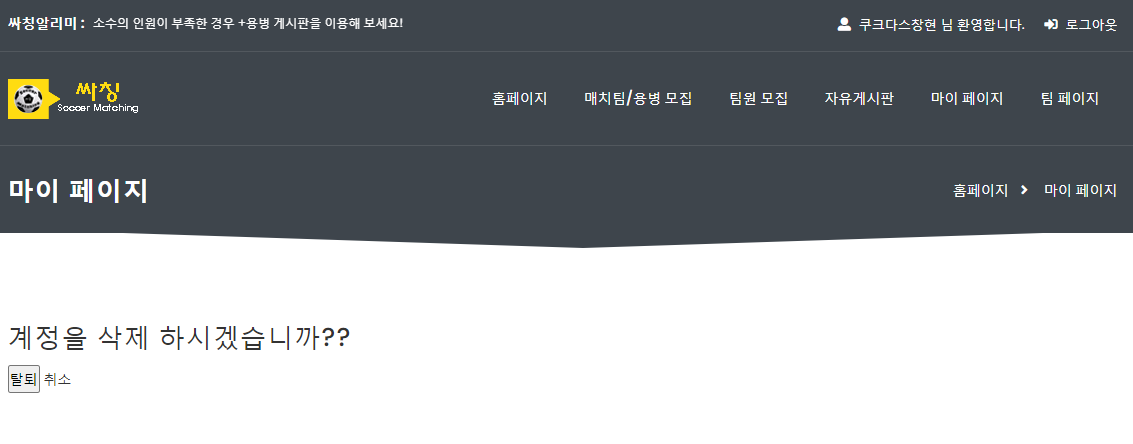 싸칭알리미 : 소수의 인원이 부족한 경우 +용병 게시판을 이용해 보세요!
쿠크다스창현 님 환영합니다. 로그아웃
싸칭
Soccer Matching
홈페이지 매치팀/용병 모집 팀원 모집 자유게시판 마이 페이지 팀 페이지
마이 페이지
홈페이지 > 마이 페이지
계정을 삭제 하시겠습니까??
탈퇴 취소